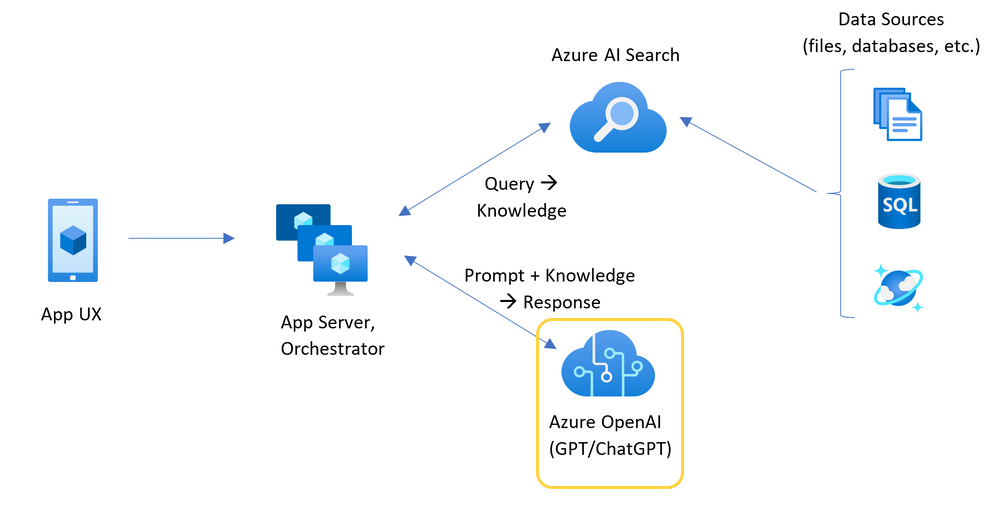 Data Sources
(files, databases, etc.)
Azure AI Search
Query →
Knowledge
SQL
Prompt + Knowledge
→ Response
App UX
App Server,
Orchestrator
Azure OpenAI
(GPT/ChatGPT)